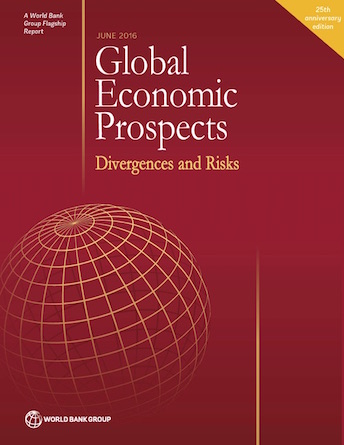 A World Bank
Group Flagship
Report
25th
anniversary
edition
JUNE 2016
Global
Economic
Prospects
Divergences and Risks
WORLD BANK GROUP